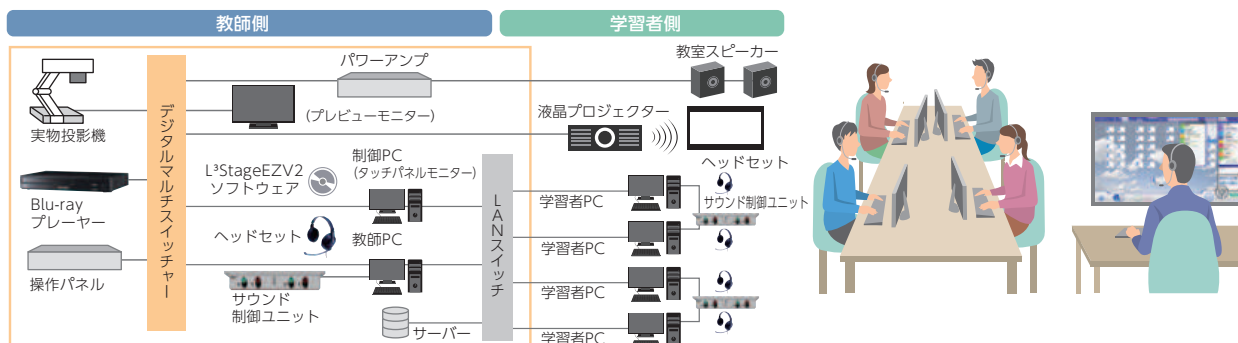 教師側
学習者側
パワーアンプ
教室スピーカー
実物投影機
(プレビューモニター)
液晶プロジェクター
デジタルマルチスイッチャー
Blu-ray
プレーヤー
操作パネル
L³StageEZV2
ソフトウェア
制御PC
(タッチパネルモニター)
ヘッドセット
教師PC
サウンド
制御ユニット
サーバー
LANスイッチ
ヘッドセット
学習者PC
サウンド制御ユニット
学習者PC
学習者PC
学習者PC